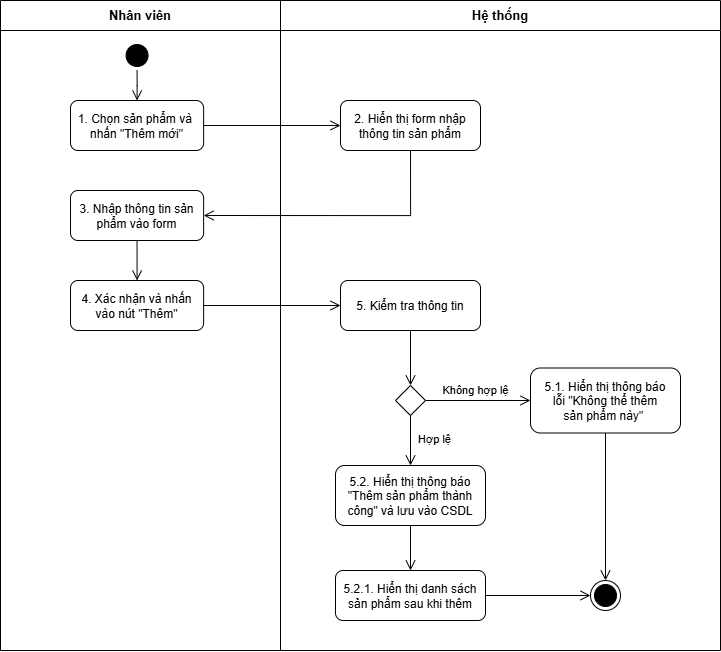 Nhân viên
Hệ thống
1. Chọn sản phẩm và
nhấn "Thêm mới"
2. Hiển thị form nhập
thông tin sản phẩm
3. Nhập thông tin sản
phẩm vào form
4. Xác nhận và nhấn
vào nút "Thêm"
5. Kiểm tra thông tin
Không hợp lệ
5.1. Hiển thị thông báo
lỗi "Không thể thêm
sản phẩm này"
Hợp lệ
5.2. Hiển thị thông báo
"Thêm sản phẩm thành
công" và lưu vào CSDL
5.2.1. Hiển thị danh sách
sản phẩm sau khi thêm